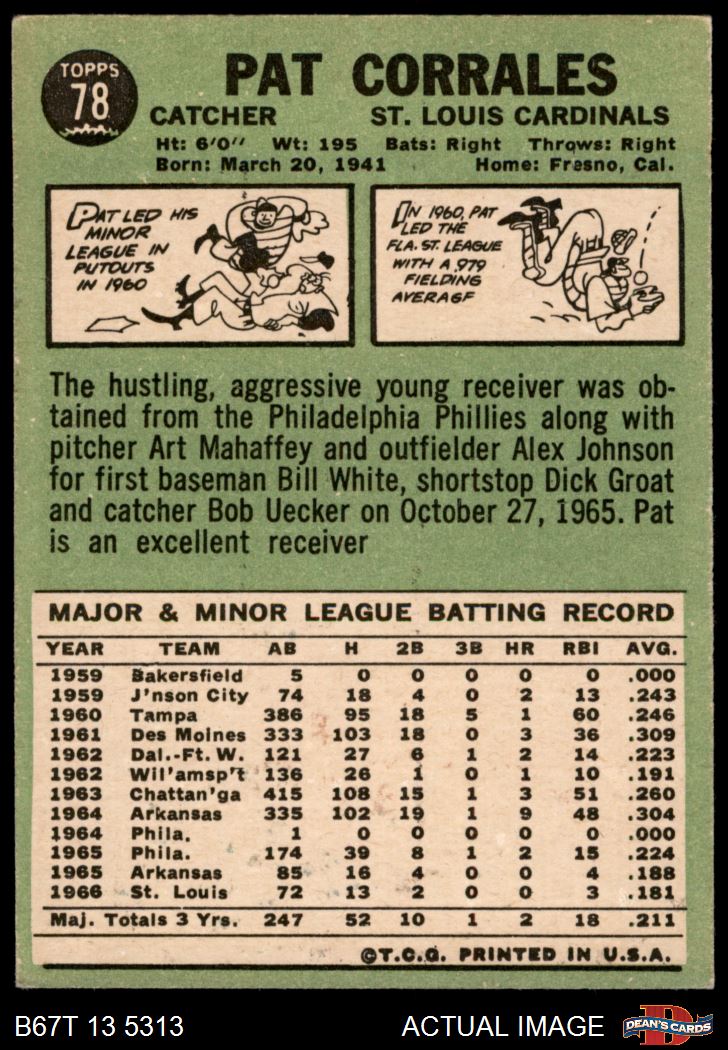 TOPPS
78
PAT CORRALES
CATCHER ST. LOUIS CARDINALS
Ht: 6'0" Wt: 195 Bats: Right Throws: Right
Born: March 20, 1941 Home: Fresno, Cal.
PAT LED HIS
MINOR
LEAGUE IN
PUTOUTS
IN 1960
IN 1960, PAT
LED THE
FLA. ST. LEAGUE
WITH A .979
FIELDING
AVERAGE
The hustling, aggressive young receiver was ob-
tained from the Philadelphia Phillies along with
pitcher Art Mahaffey and outfielder Alex Johnson
for first baseman Bill White, shortstop Dick Groat
and catcher Bob Uecker on October 27, 1965. Pat
is an excellent receiver
MAJOR & MINOR LEAGUE BATTING RECORD
YEAR TEAM AB H 2B 3B HR RBI AVG.
1959 Bakersfield 5 0 0 0 0 0 .000
1959 J'nson City 74 18 4 0 2 13 .243
1960 Tampa 386 95 18 5 1 60 .246
1961 Des Moines 333 103 18 0 3 36 .309
1962 Dal.-Ft. W. 121 27 6 1 2 14 .223
1962 Wil'amsp't 136 26 1 0 1 10 .191
1963 Chattan'ga 415 108 15 1 3 51 .260
1964 Arkansas 335 102 19 1 9 48 .304
1964 Phila. 1 0 0 0 0 0 .000
1965 Phila. 174 39 8 1 2 15 .224
1965 Arkansas 85 16 4 0 0 4 .188
1966 St. Louis 72 13 2 0 0 3 .181
Maj. Totals 3 Yrs. 247 52 10 1 2 18 .211
©T.C.G. PRINTED IN U.S.A.
B67T 13 5313 ACTUAL IMAGE
D
DEAN'S CARDS